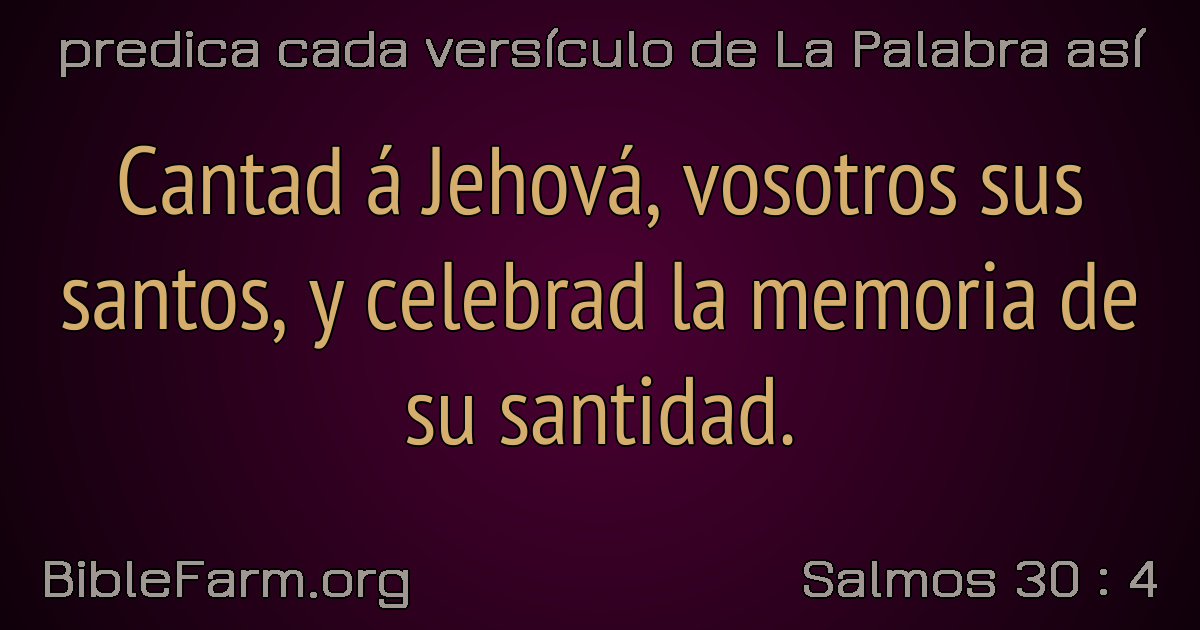 predica cada versículo de La Palabra así
Cantad á Jehová, vosotros sus
santos, y celebrad la memoria de
su santidad.
BibleFarm.org
Salmos 30 : 4